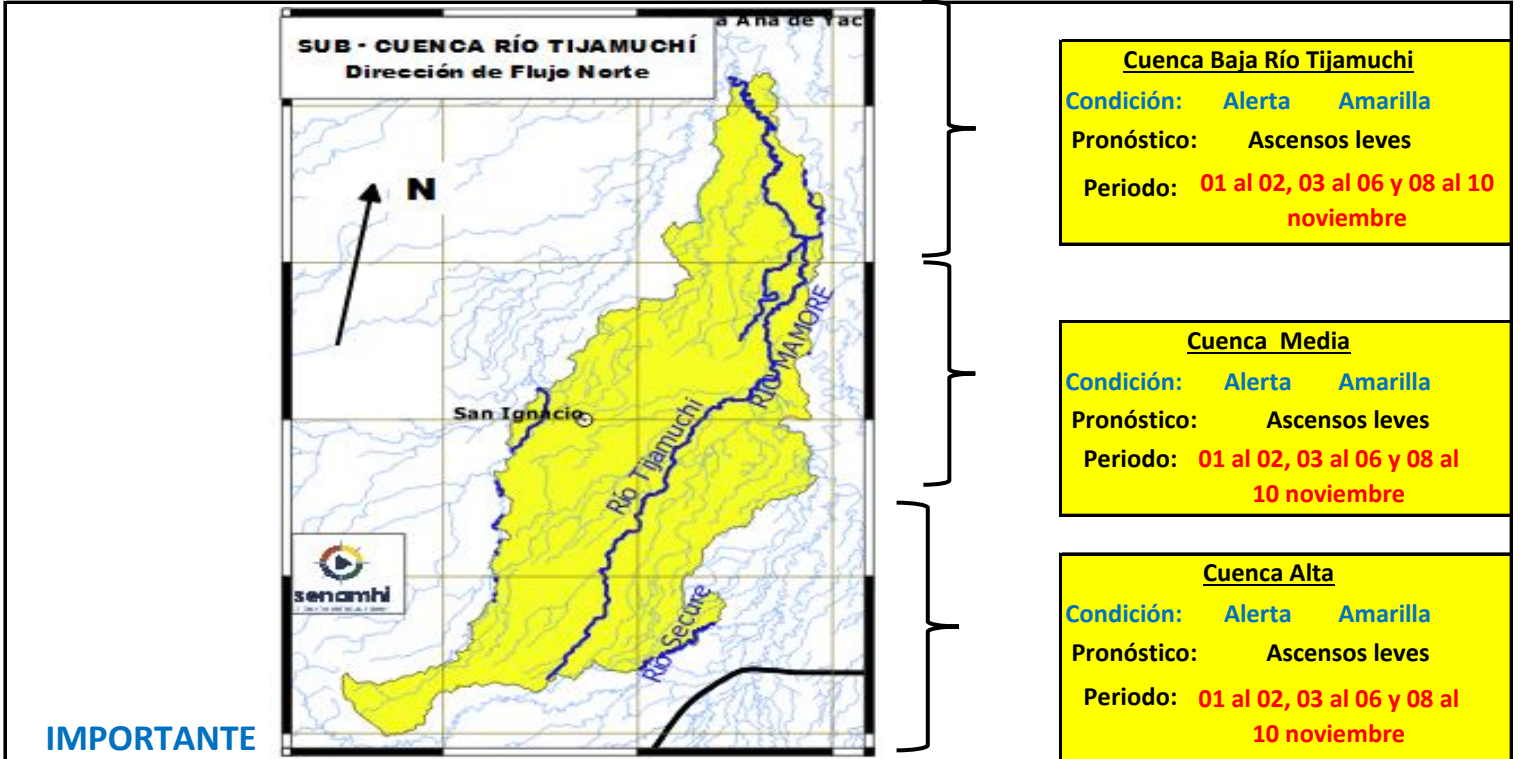 a Ana de Yac
SUB - CUENCA RÍO TIJAMUCHÍ
Dirección de Flujo Norte
N
San Ignacio
Río Tijamuchi
RIO MAMORE
Río Secure
senamhi
IMPORTANTE
Cuenca Baja Río Tijamuchi
Condición: Alerta Amarilla
Pronóstico: Ascensos leves
Periodo: 01 al 02, 03 al 06 y 08 al 10
noviembre
Cuenca Media
Condición: Alerta Amarilla
Pronóstico: Ascensos leves
Periodo: 01 al 02, 03 al 06 y 08 al
10 noviembre
Cuenca Alta
Condición: Alerta Amarilla
Pronóstico: Ascensos leves
Periodo: 01 al 02, 03 al 06 y 08 al
10 noviembre